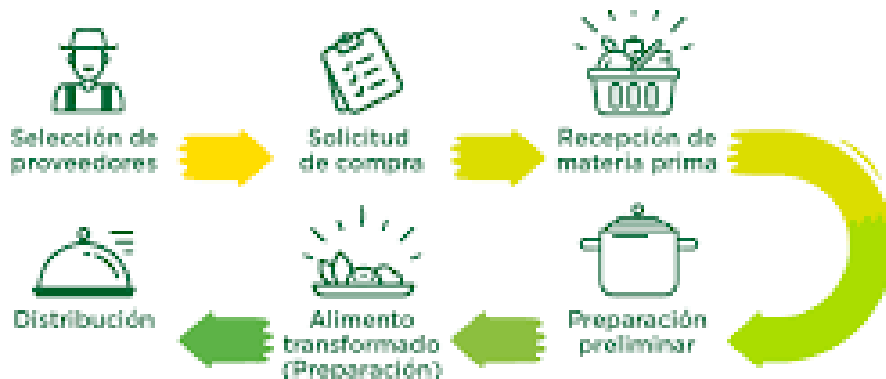 Selección de
proveedores
Solicitud
de compra
Recepción de
materia prima
Distribución
Alimento
transformado
(Preparación)
Preparación
preliminar